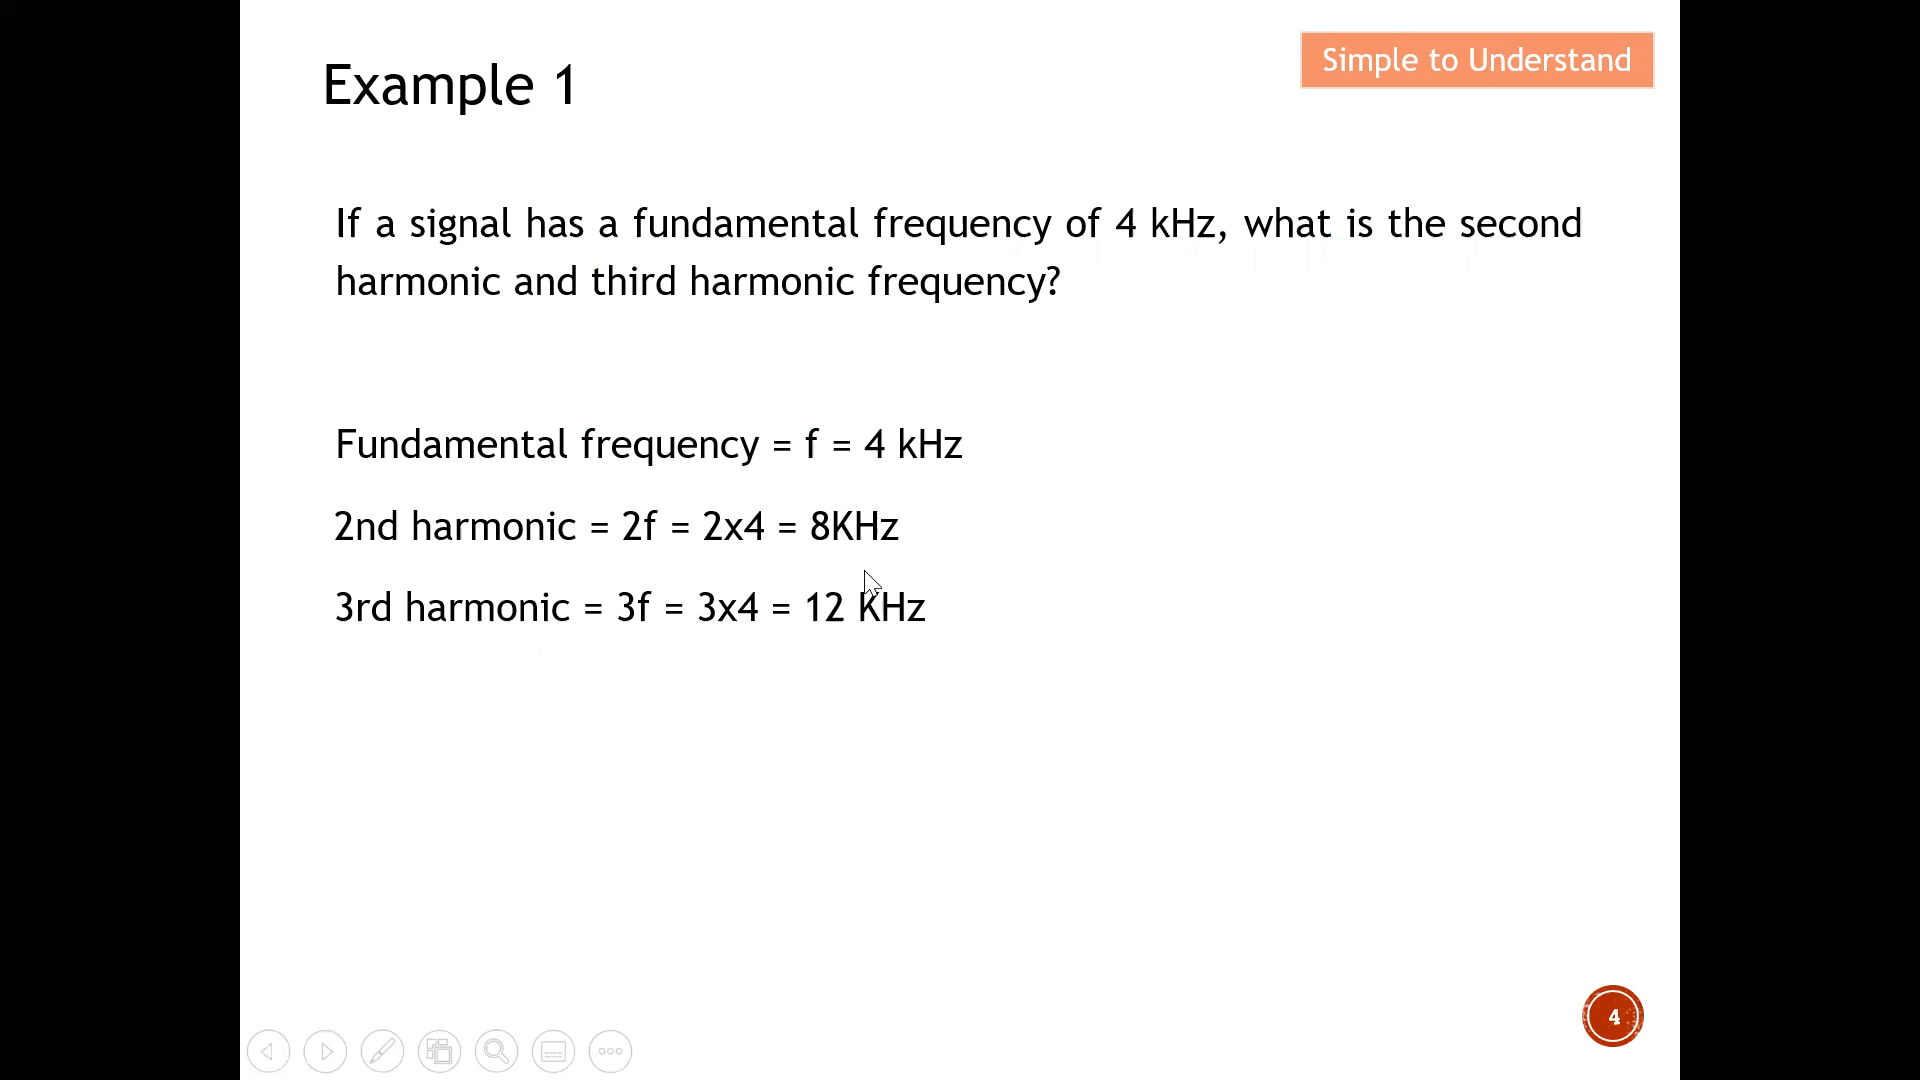 Simple to Understand
Example 1
If a signal has a fundamental frequency of 4 kHz, what is the second
harmonic and third harmonic frequency?
Fundamental frequency = f = 4 kHz
2nd harmonic = 2f = 2x4 = 8KHz
3rd harmonic = 3f = 3x4 = 12 KHz
4